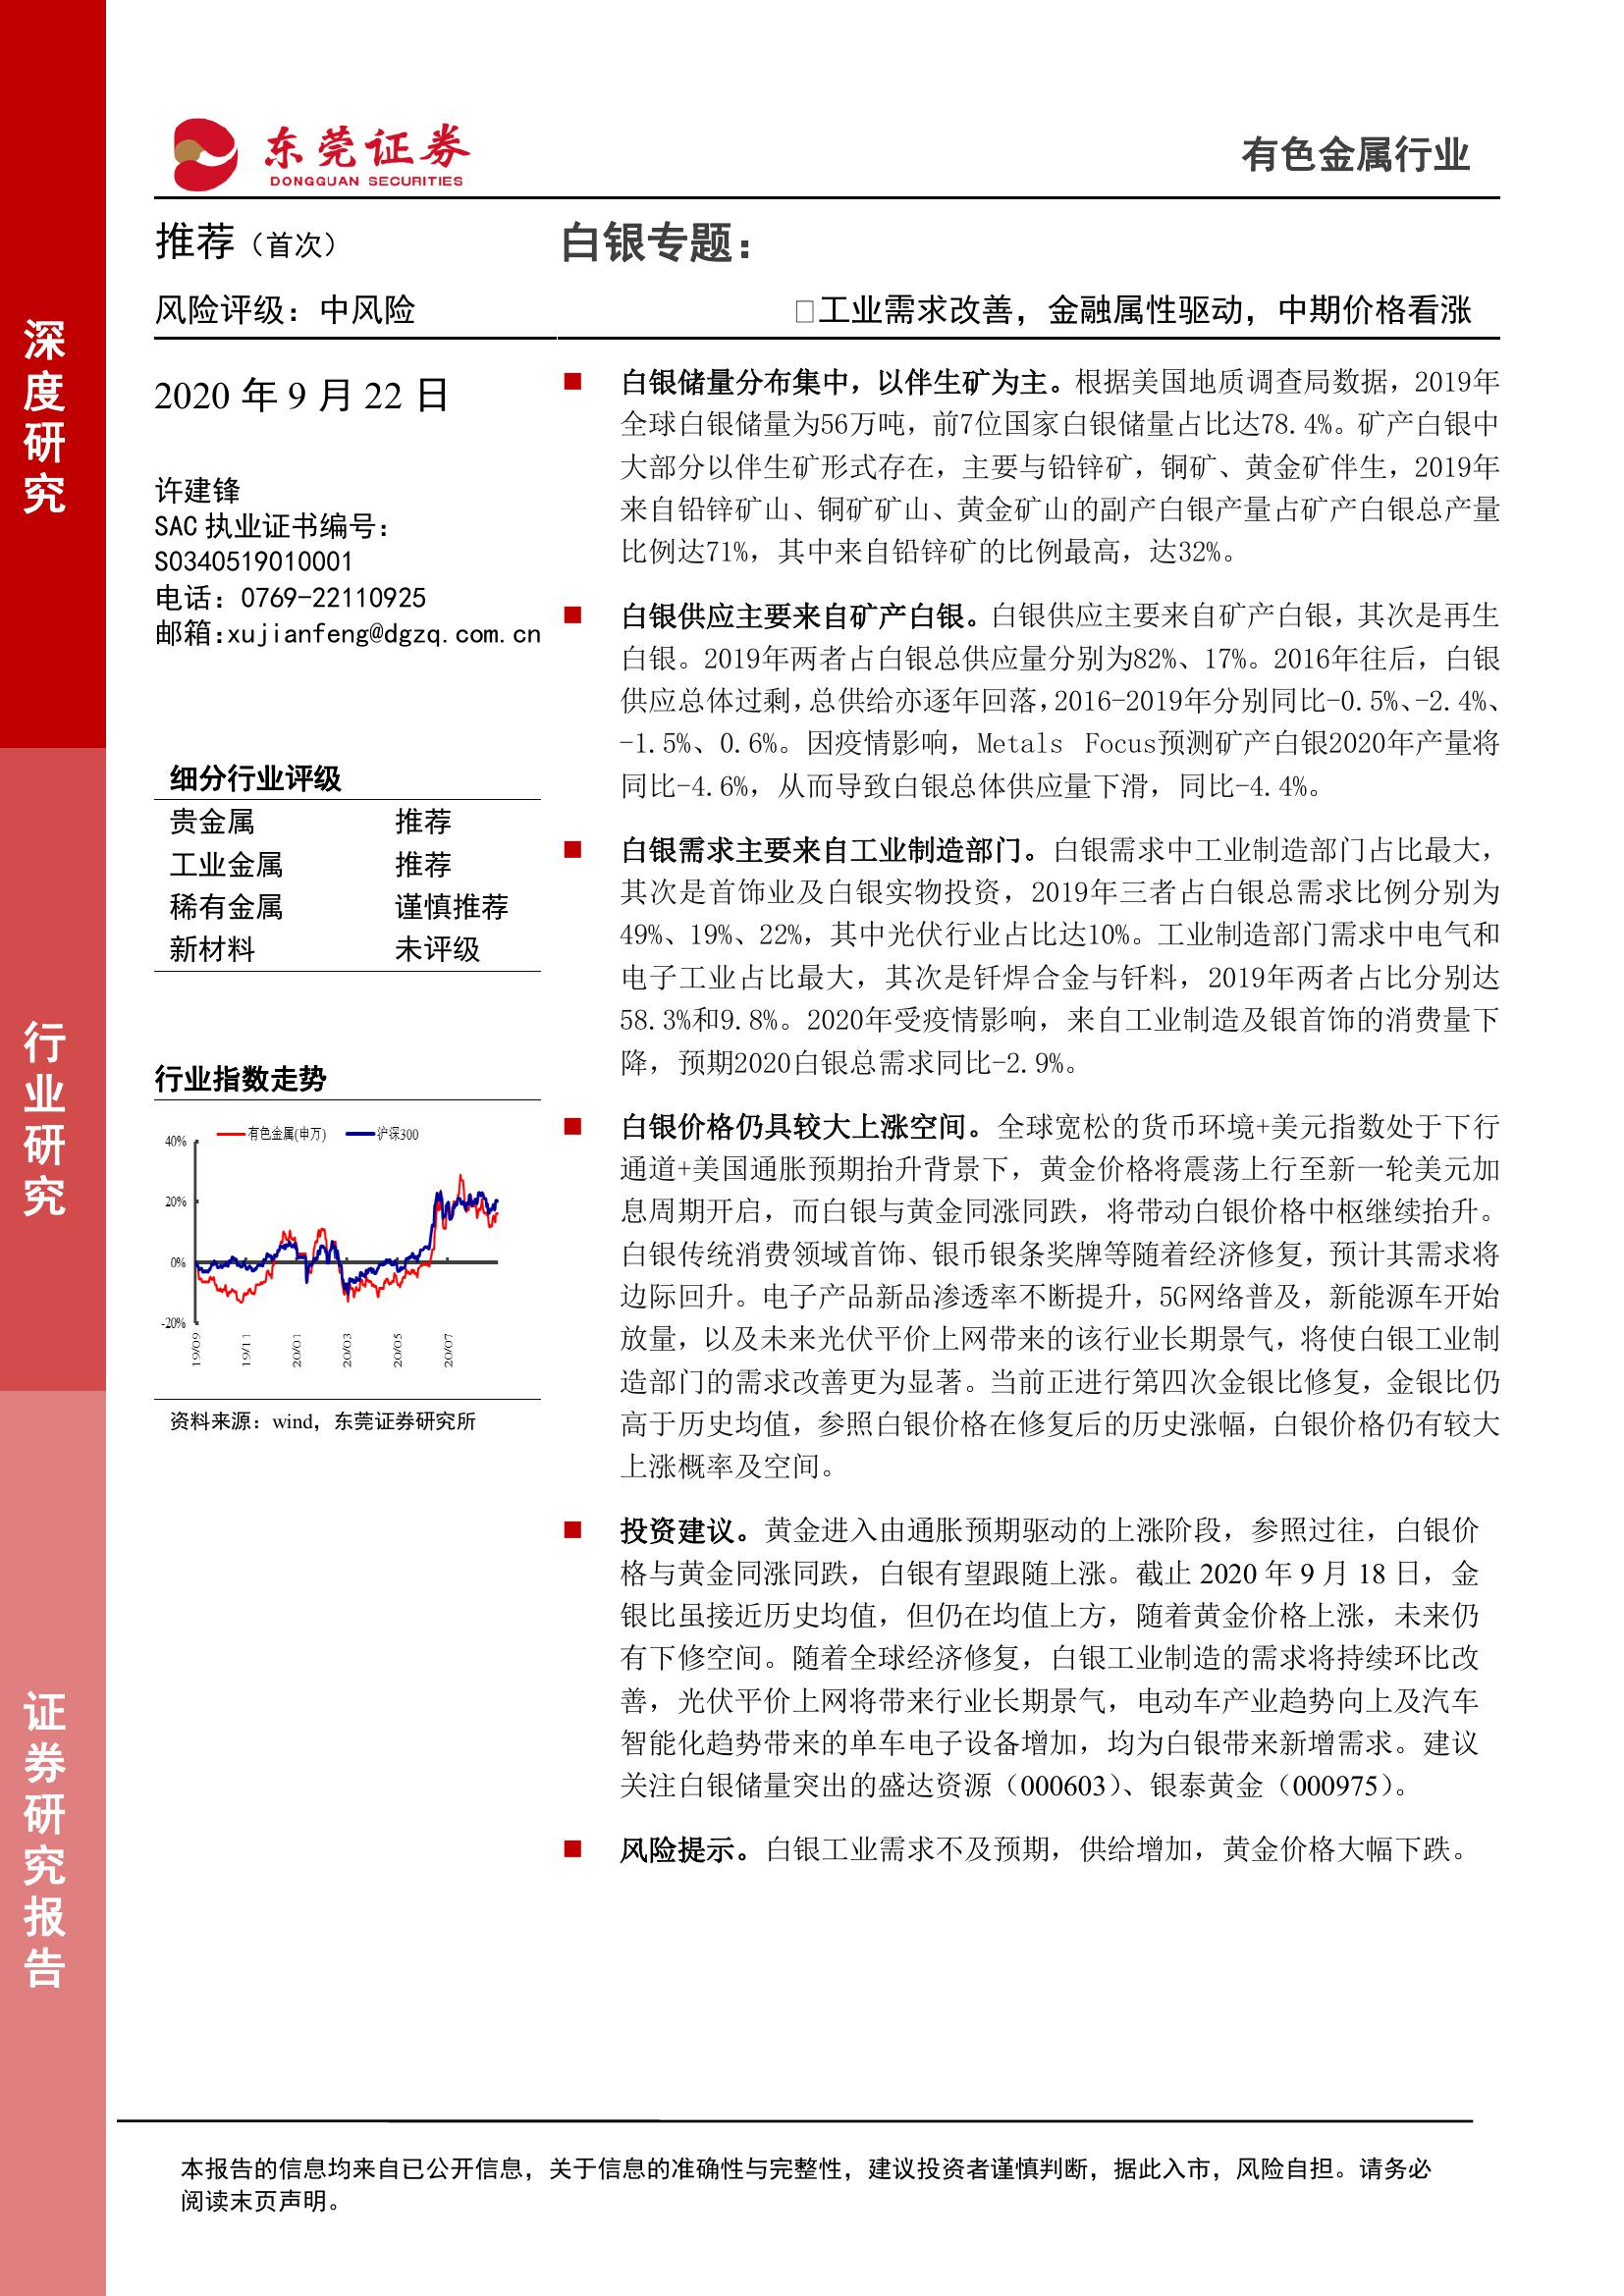 东莞证券
DONGGUAN SECURITIES
有色金属行业
深度研究
行业研究
证券研究报告
推荐（首次）
风险评级：中风险
白银专题：
工业需求改善，金融属性驱动，中期价格看涨
2020 年 9 月 22 日
许建锋
SAC 执业证书编号：
S0340519010001
电话：0769-22110925
邮箱：xujianfeng@dgzq.com.cn
细分行业评级
贵金属 推荐
工业金属 推荐
稀有金属 谨慎推荐
新材料 未评级
行业指数走势
有色金属(申万) 沪深300
40%
20%
0%
-20%
19/09 19/11 20/01 20/03 20/05 20/07
资料来源：wind，东莞证券研究所
■ 白银储量分布集中，以伴生矿为主。根据美国地质调查局数据，2019年
全球白银储量为56万吨，前7位国家白银储量占比达78.4%。矿产白银中
大部分以伴生矿形式存在，主要与铅锌矿，铜矿、黄金矿伴生，2019年
来自铅锌矿山、铜矿矿山、黄金矿山的副产白银产量占矿产白银总产量
比例达71%，其中来自铅锌矿的比例最高，达32%。
■ 白银供应主要来自矿产白银。白银供应主要来自矿产白银，其次是再生
白银。2019年两者占白银总供应量分别为82%、17%。2016年往后，白银
供应总体过剩，总供给亦逐年回落，2016-2019年分别同比-0.5%、-2.4%、
-1.5%、0.6%。因疫情影响，Metals Focus预测矿产白银2020年产量将
同比-4.6%，从而导致白银总体供应量下滑，同比-4.4%。
■ 白银需求主要来自工业制造部门。白银需求中工业制造部门占比最大，
其次是首饰业及白银实物投资，2019年三者占白银总需求比例分别为
49%、19%、22%，其中光伏行业占比达10%。工业制造部门需求中电气和
电子工业占比最大，其次是钎焊合金与钎料，2019年两者占比分别达
58.3%和9.8%。2020年受疫情影响，来自工业制造及银首饰的消费量下
降，预期2020白银总需求同比-2.9%。
■ 白银价格仍具较大上涨空间。全球宽松的货币环境+美元指数处于下行
通道+美国通胀预期抬升背景下，黄金价格将震荡上行至新一轮美元加
息周期开启，而白银与黄金同涨同跌，将带动白银价格中枢继续抬升。
白银传统消费领域首饰、银币银条奖牌等随着经济修复，预计其需求将
边际回升。电子产品新品渗透率不断提升，5G网络普及，新能源车开始
放量，以及未来光伏平价上网带来的该行业长期景气，将使白银工业制
造部门的需求改善更为显著。当前正进行第四次金银比修复，金银比仍
高于历史均值，参照白银价格在修复后的历史涨幅，白银价格仍有较大
上涨概率及空间。
■ 投资建议。黄金进入由通胀预期驱动的上涨阶段，参照过往，白银价
格与黄金同涨同跌，白银有望跟随上涨。截止 2020 年 9 月 18 日，金
银比虽接近历史均值，但仍在均值上方，随着黄金价格上涨，未来仍
有下修空间。随着全球经济修复，白银工业制造的需求将持续环比改
善，光伏平价上网将带来行业长期景气，电动车产业趋势向上及汽车
智能化趋势带来的单车电子设备增加，均为白银带来新增需求。建议
关注白银储量突出的盛达资源（000603）、银泰黄金（000975）。
■ 风险提示。白银工业需求不及预期，供给增加，黄金价格大幅下跌。
本报告的信息均来自已公开信息，关于信息的准确性与完整性，建议投资者谨慎判断，据此入市，风险自担。请务必
阅读末页声明。